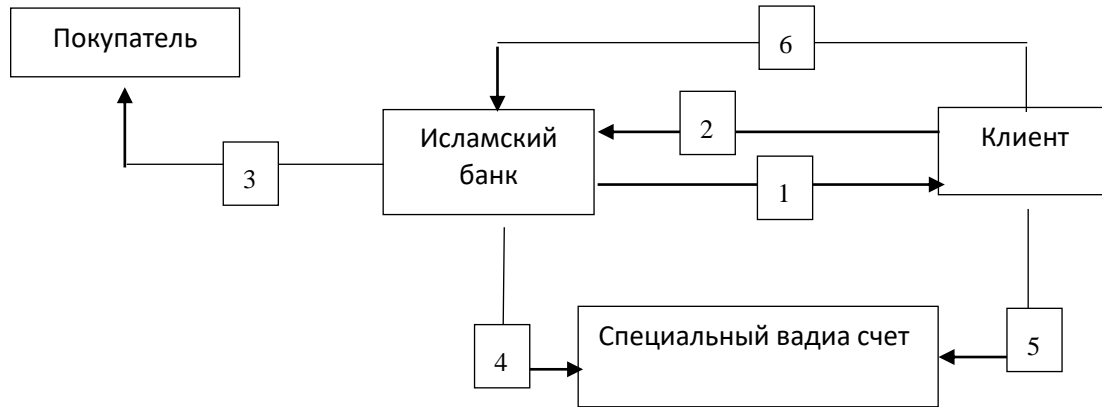 Покупатель
6
Исламский
банк
2
Клиент
3
1
Специальный вадиа счет
4
5